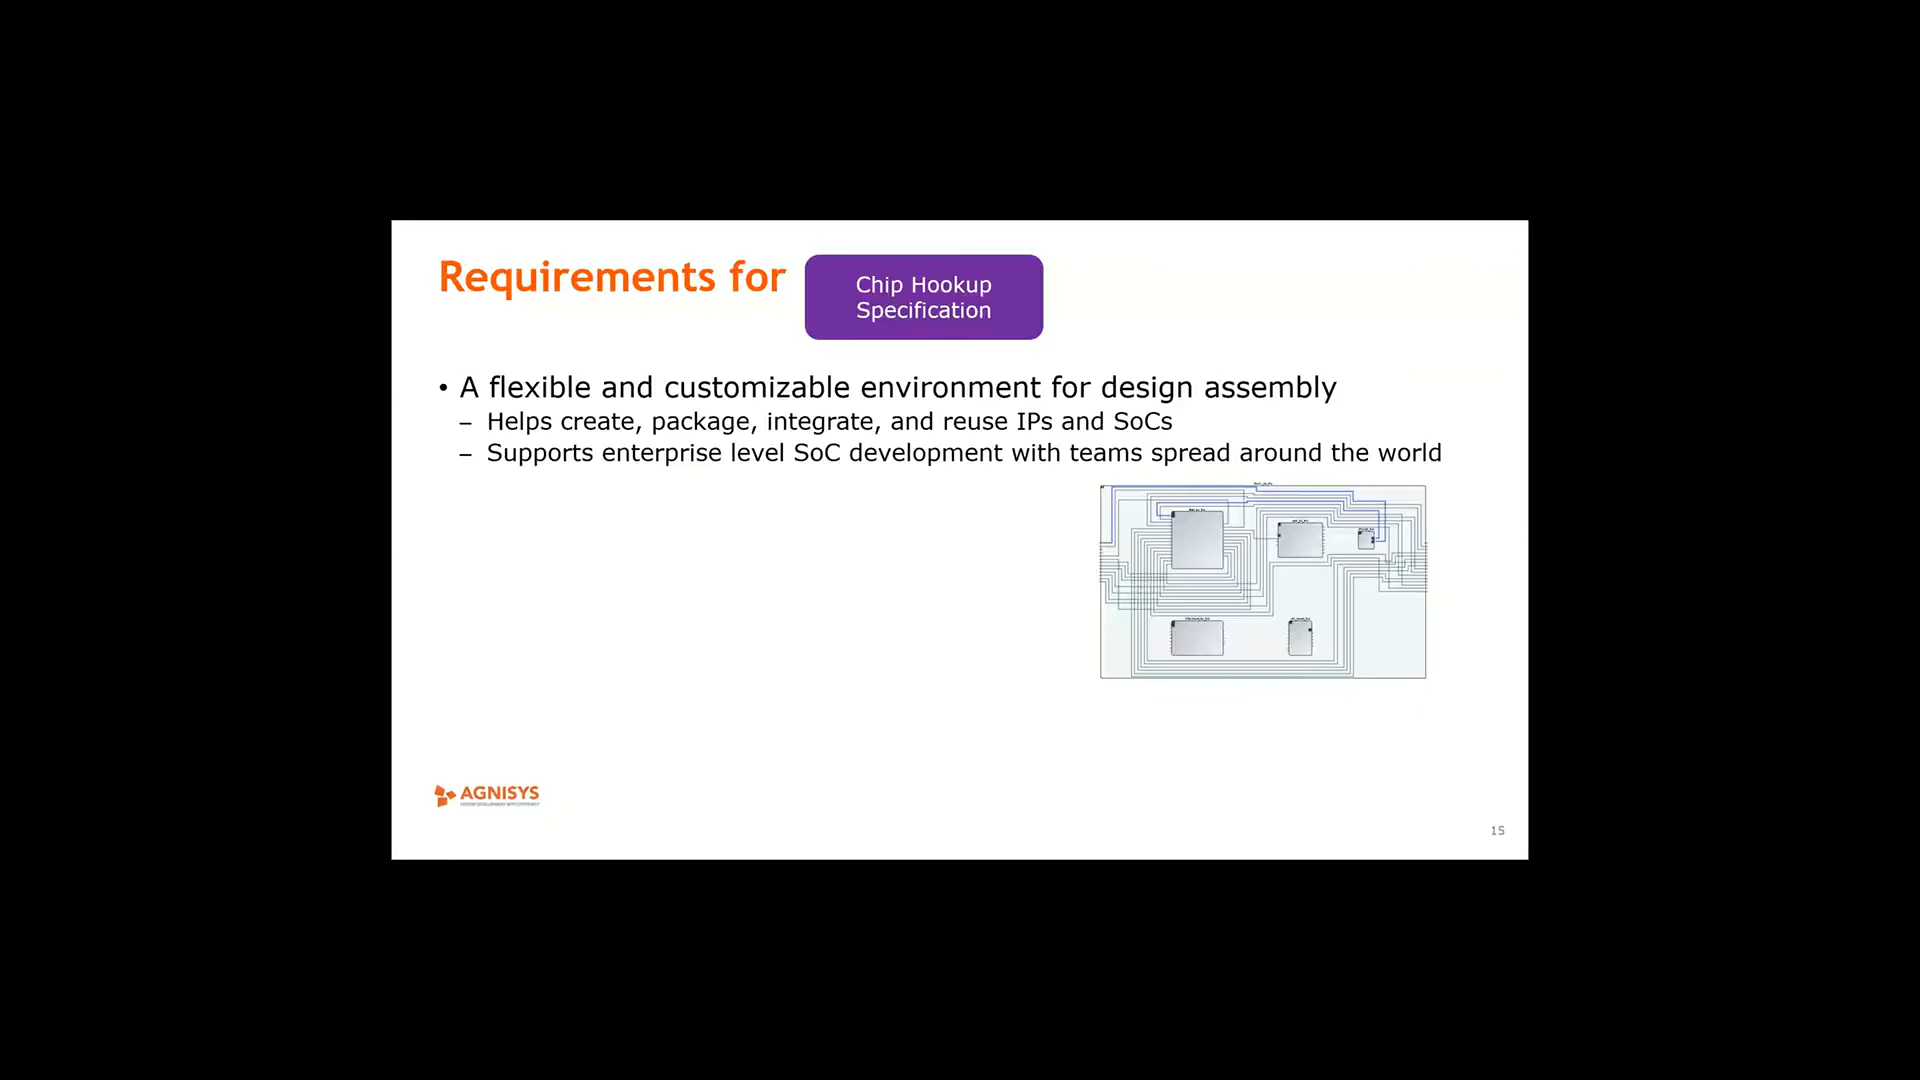 Requirements for
Chip Hookup
Specification
• A flexible and customizable environment for design assembly
– Helps create, package, integrate, and reuse IPs and SoCs
– Supports enterprise level SoC development with teams spread around the world
AGNISYS
15